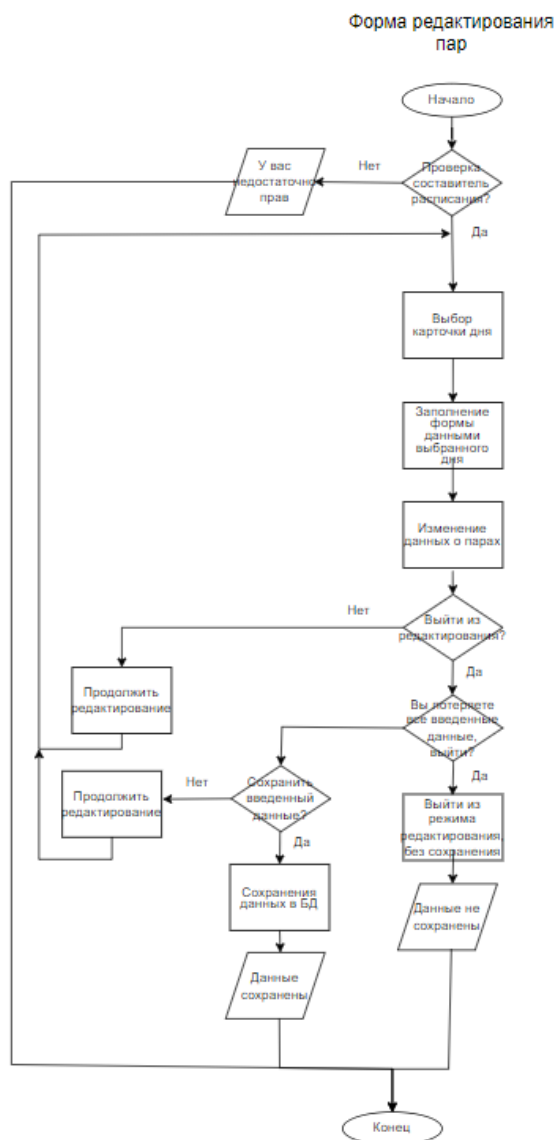 Форма редактирования
пар
Начало
Нет
У вас
недостаточно
прав
Проверка
составитель
расписания?
Да
Выбор
карточки дня
Заполнение
формы
данными
выбранного
дня
Изменение
данных о парах
Нет
Выйти из
редактирования?
Да
Продолжить
редактирование
Вы потеряете
все введенные
данные,
выйти?
Да
Нет
Сохранить
введенный
данные?
Продолжить
редактирование
Выйти из
режима
редактирования,
без сохранения
Да
Сохранения
данных в БД
Данные не
сохранены
Данные
сохранены
Конец